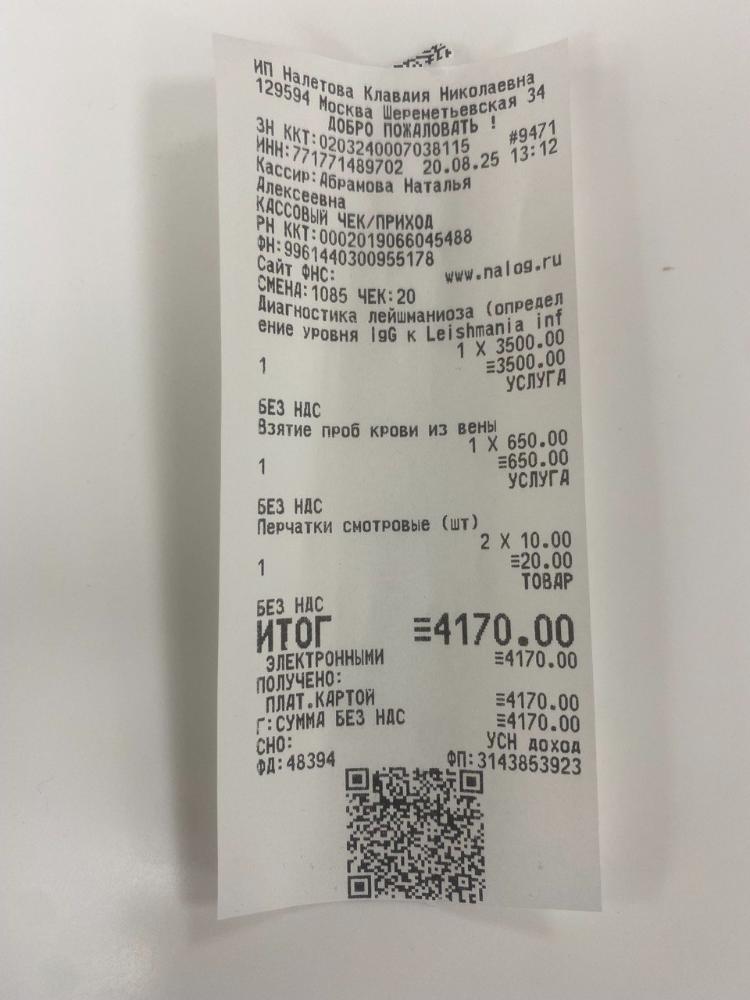 ИП Налетова Клавдия Николаевна
129594 Москва Шереметьевская 34
ДОБРО ПОЖАЛОВАТЬ !
ЗН ККТ:0203240007038115 #9471
ИНН:771771489702 20.08.25 13:12
Кассир:Абрамова Наталья
Алексеевна
КАССОВЫЙ ЧЕК/ПРИХОД
РН ККТ:0002019066045488
ФН:9961440300955178
Сайт ФНС: www.nalog.ru
СМЕНА:1085 ЧЕК:20
Диагностика лейшманиоза (определ
ение уровня IgG к Leishmania inf
1 X 3500.00
1 ≡3500.00
УСЛУГА
БЕЗ НДС
Взятие проб крови из вены
1 X 650.00
1 ≡650.00
УСЛУГА
БЕЗ НДС
Перчатки смотровые (шт)
2 X 10.00
1 ≡20.00
ТОВАР
БЕЗ НДС
ИТОГ ≡4170.00
ЭЛЕКТРОННЫМИ ≡4170.00
ПОЛУЧЕНО:
ПЛАТ.КАРТОЙ ≡4170.00
Г:СУММА БЕЗ НДС ≡4170.00
СНО: УСН доход
ФД:48394 ФП:3143853923